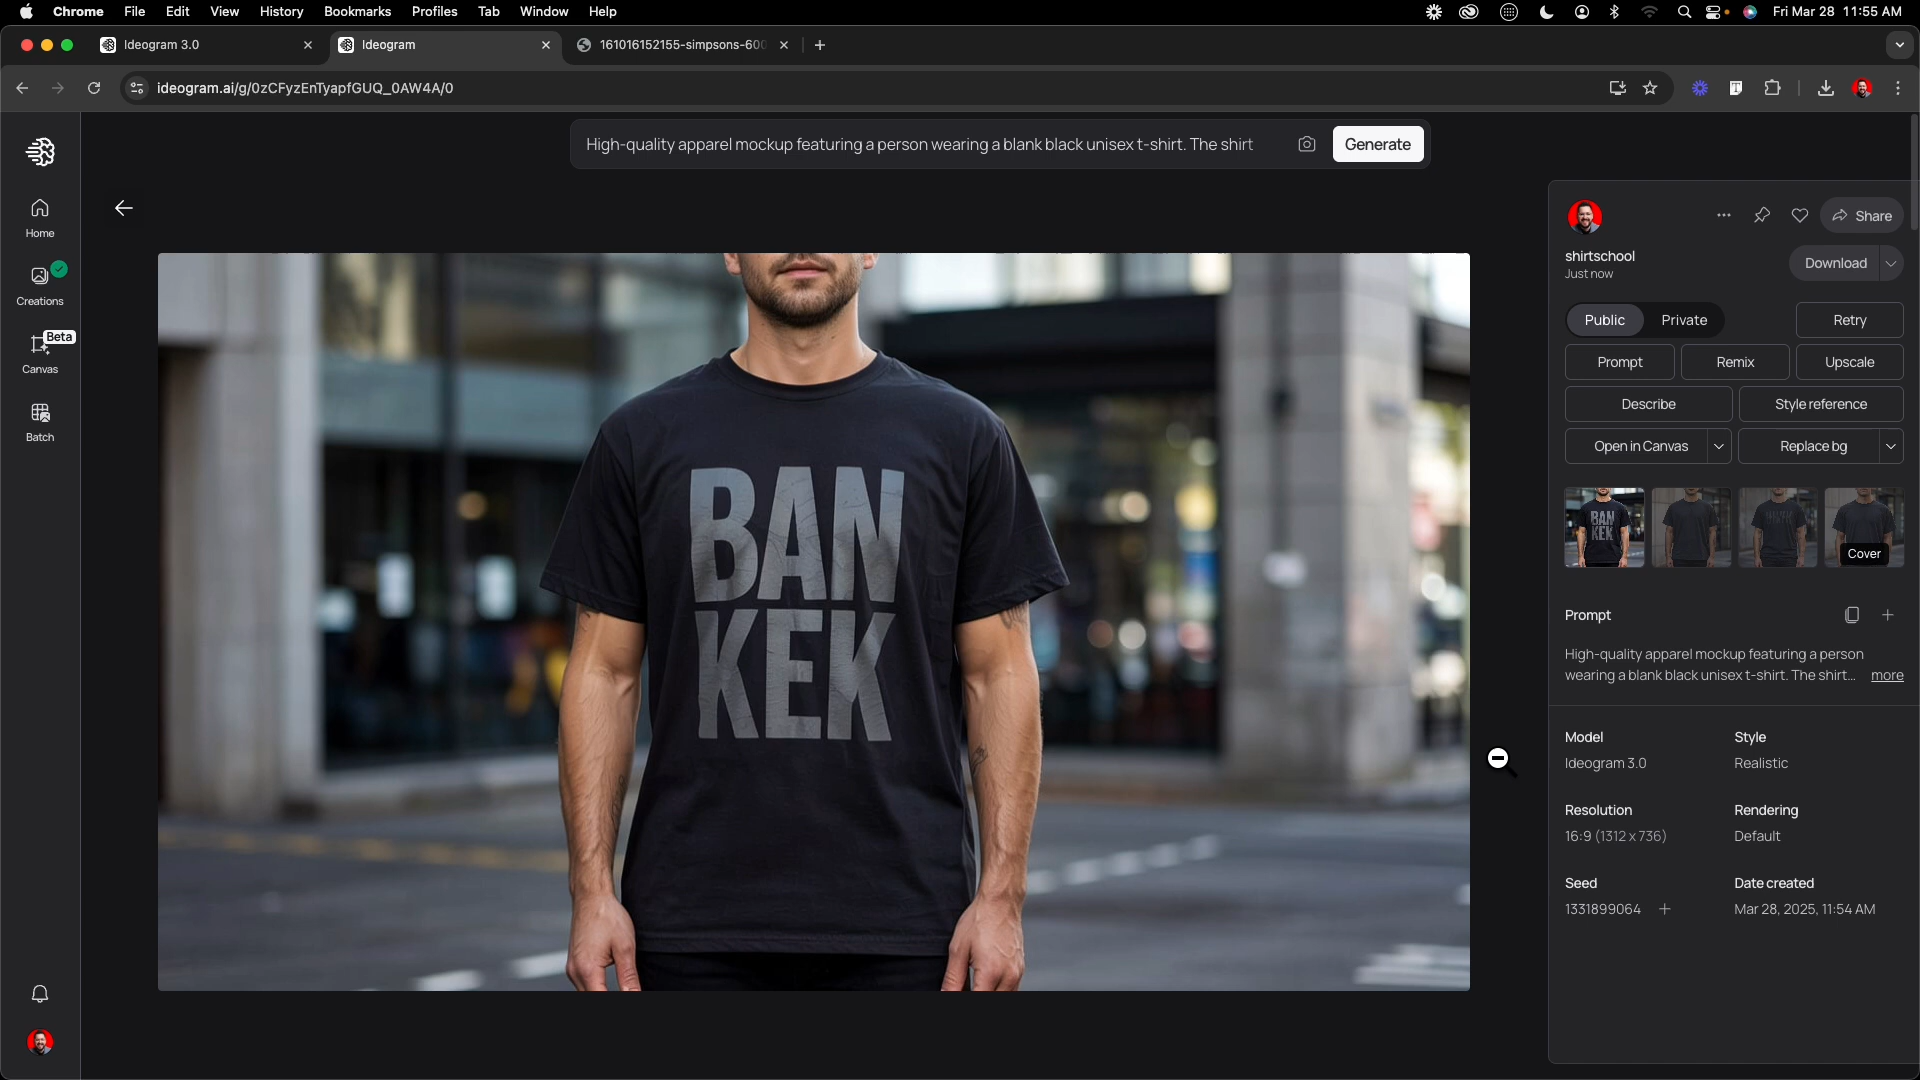 Chrome File Edit View History Bookmarks Profiles Tab Window Help Fri Mar 28 11:55 AM
Ideogram 3.0 Ideogram 161016152155-simpsons-600
ideogram.ai/g/0zCFyzEnTyapfGUQ_0AW4A/0
High-quality apparel mockup featuring a person wearing a blank black unisex t-shirt. The shirt Generate
Home
Creations
Beta
Canvas
Batch
BAN
KEK
Share
shirtschool
Just now
Download
Public Private Retry
Prompt Remix Upscale
Describe Style reference
Open in Canvas Replace bg
BAN
KEK
Cover
Prompt
High-quality apparel mockup featuring a person
wearing a blank black unisex t-shirt. The shirt... more
Model Style
Ideogram 3.0 Realistic
Resolution Rendering
16:9 (1312 x 736) Default
Seed Date created
1331899064 Mar 28, 2025, 11:54 AM